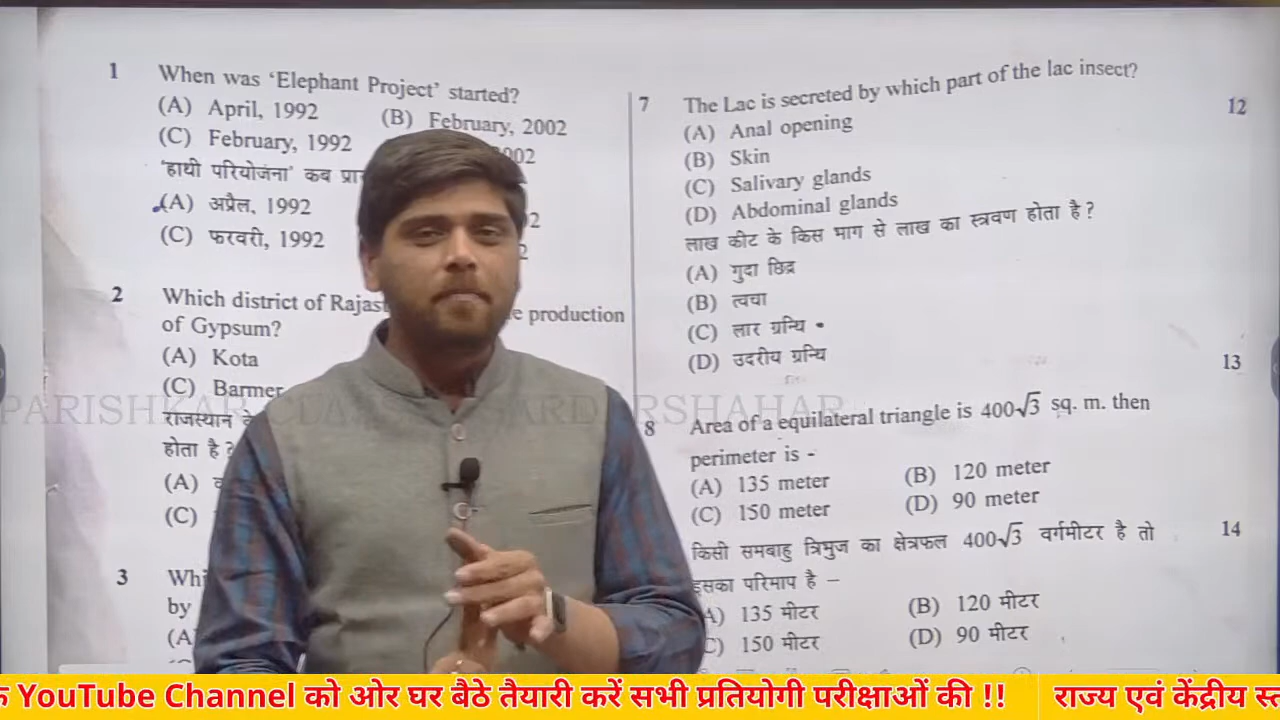 1 When was ‘Elephant Project’ started?
(A) April, 1992 (B) February, 2002
(C) February, 1992 2002
‘हाथी परियोजना’ कब
(A) अप्रैल, 1992
(C) फरवरी, 1992
2 Which district of production
of Gypsum?
(A) Kota
(C) Barmer
राजस्थान
होता है
(A)
(C)
3
by
(A)
7 The Lac is secreted by which part of the lac insect?
(A) Anal opening
(B) Skin
(C) Salivary glands
(D) Abdominal glands
लाख कीट के किस भाग से लाख का स्त्रवण होता है ?
(A) गुदा छिद्र
(B) त्वचा
(C) लार ग्रन्थि
(D) उदरीय ग्रन्थि
8 Area of a equilateral triangle is 400√3 sq. m. then
perimeter is -
(A) 135 meter (B) 120 meter
(C) 150 meter (D) 90 meter
किसी समबाहु त्रिभुज का क्षेत्रफल 400√3 वर्गमीटर है तो
इसका परिमाप है –
A) 135 मीटर (B) 120 मीटर
C) 150 मीटर (D) 90 मीटर
12
13
14
PARISHKAR
YouTube Channel को ओर घर बैठे तैयारी करें सभी प्रतियोगी परीक्षाओं की !! राज्य एवं केंद्रीय